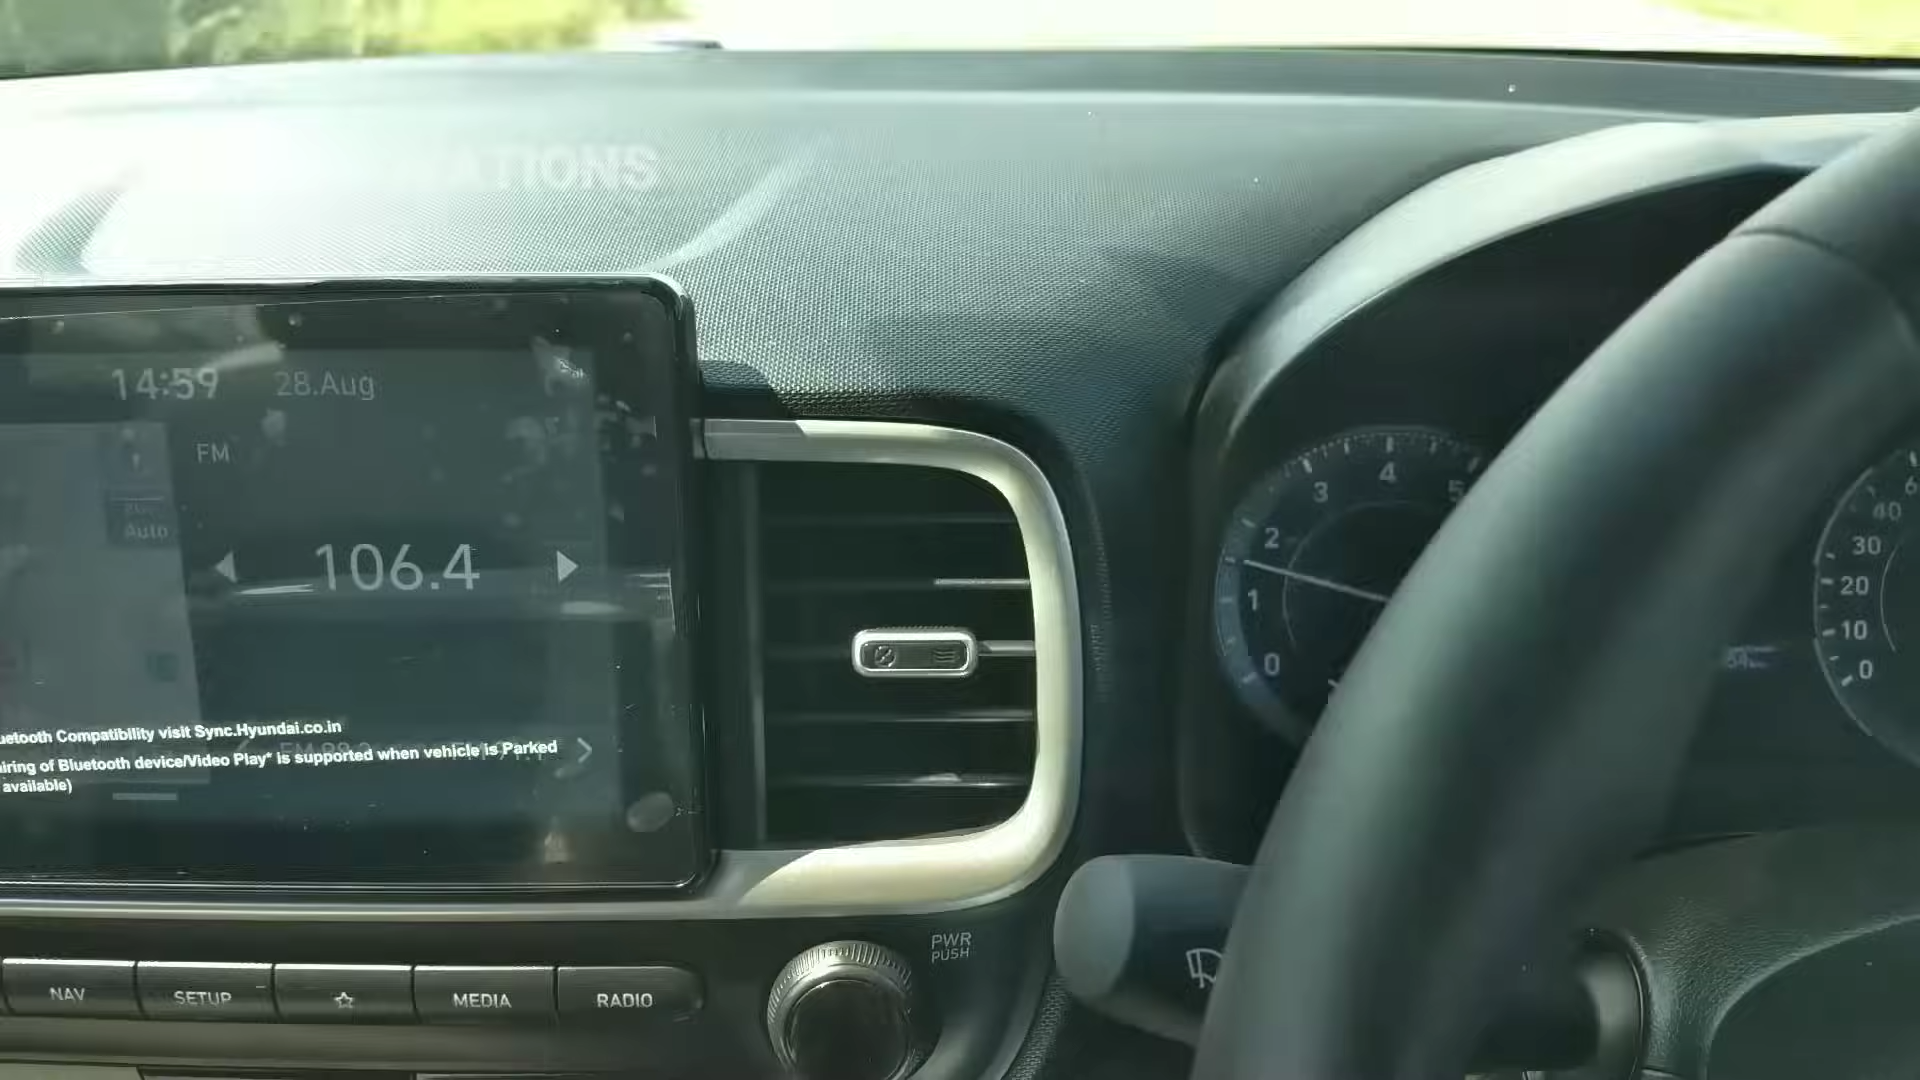 ATIONS
14:59 28.Aug
FM
Auto
106.4
uetooth Compatibility visit Sync.Hyundai.co.in
iring of Bluetooth device/Video Play* is supported when vehicle is Parked
available)
NAV SETUP MEDIA RADIO
PWR
PUSH
0 1 2 3 4 5
0 10 20 30 40 6